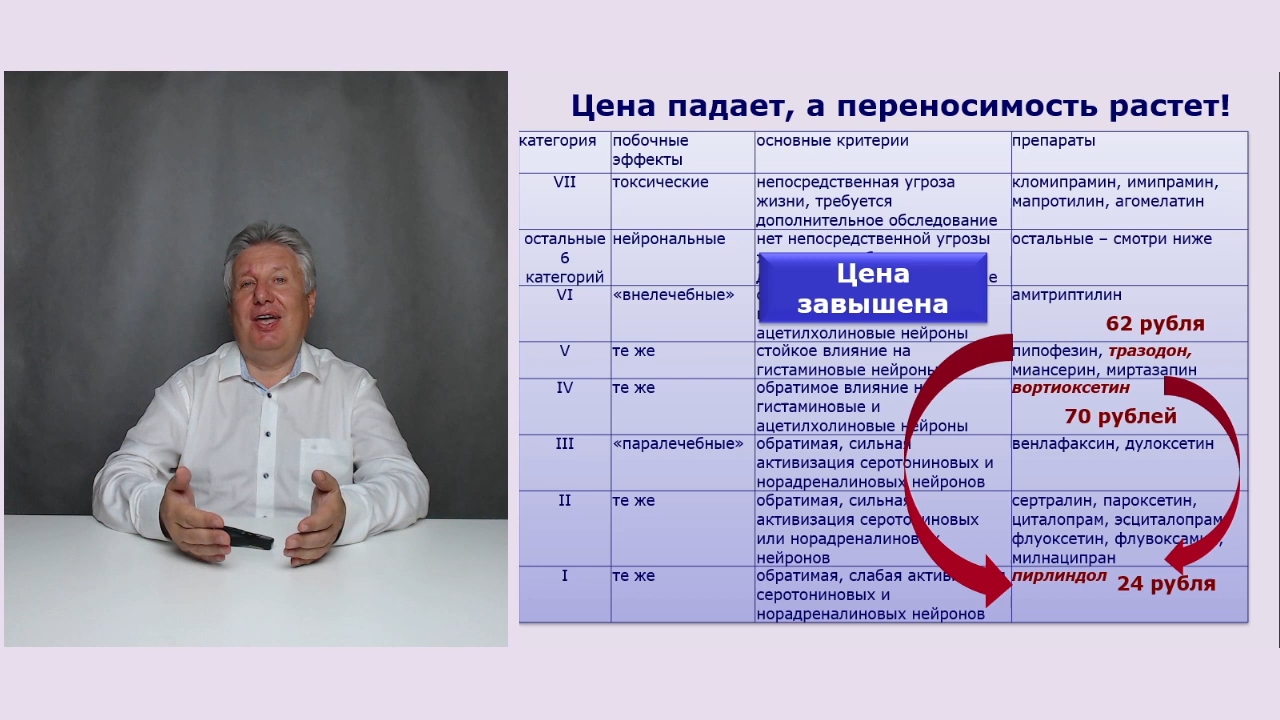 Цена падает, а переносимость растет!
категория
побочные
эффекты
основные критерии
препараты
VII
токсические
непосредственная угроза
жизни, требуется
дополнительное обследование
кломипрамин, имипрамин,
мапротилин, агомелатин
остальные
6
категорий
нейрональные
нет непосредственной угрозы
остальные – смотри ниже
Цена
завышена
VI
«внелечебные»
ацетилхолиновые нейроны
амитриптилин
62 рубля
V
те же
стойкое влияние на
гистаминовые нейроны
пипофезин, тразодон,
миансерин, миртазапин
IV
те же
обратимое влияние на
гистаминовые и
ацетилхолиновые нейроны
вортиоксетин
70 рублей
III
«паралечебные»
обратимая, сильная
активизация серотониновых и
норадреналиновых нейронов
венлафаксин, дулоксетин
II
те же
обратимая, сильная
активизация серотониновых
или норадреналиновых
нейронов
сертралин, пароксетин,
циталопрам, эсциталопрам,
флуоксетин, флувоксамин,
милнаципран
I
те же
обратимая, слабая
серотониновых и
норадреналиновых нейронов
пирлиндол
24 рубля